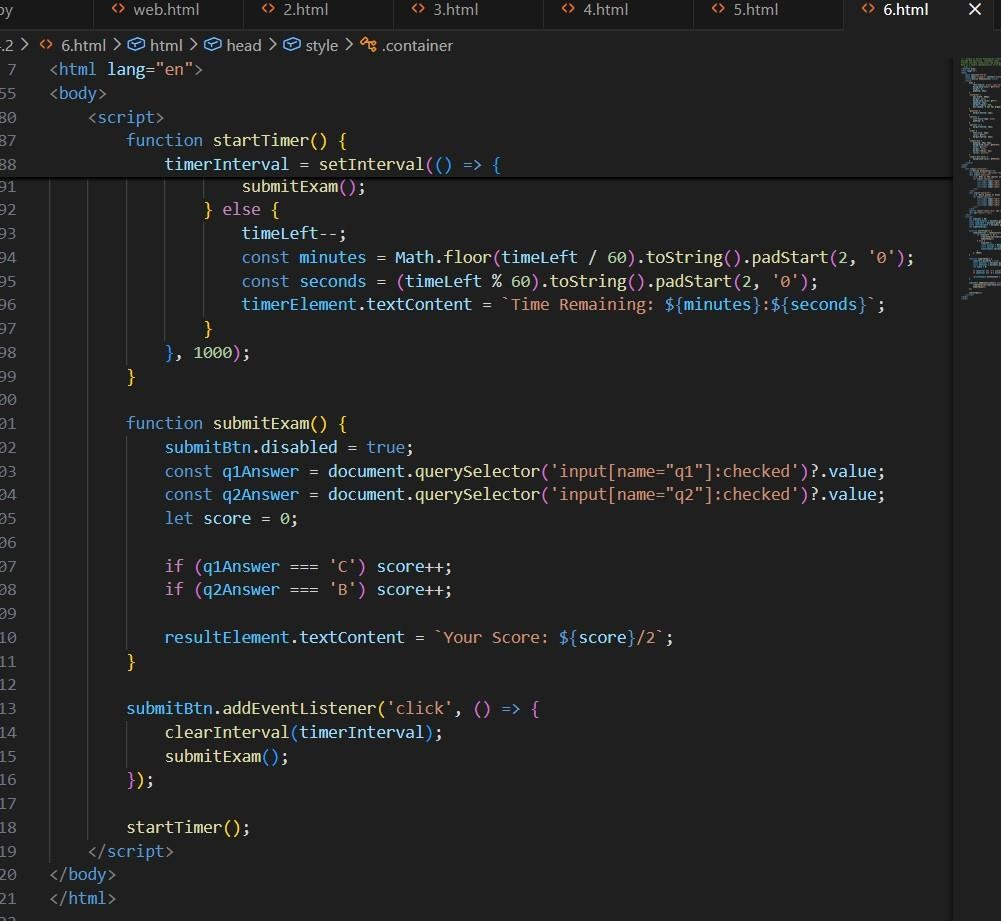 py web.html 2.html 3.html 4.html 5.html 6.html
.2 > 6.html > html > head > style > .container
7 <html lang="en">
55 <body>
80 <script>
87 function startTimer() {
88 timerInterval = setInterval(() => {
91 submitExam();
92 } else {
93 timeLeft--;
94 const minutes = Math.floor(timeLeft / 60).toString().padStart(2, '0');
95 const seconds = (timeLeft % 60).toString().padStart(2, '0');
96 timerElement.textContent = `Time Remaining: ${minutes}:${seconds}`;
97 }
98 }, 1000);
99 }
00
01 function submitExam() {
02 submitBtn.disabled = true;
03 const q1Answer = document.querySelector('input[name="q1"]:checked')?.value;
04 const q2Answer = document.querySelector('input[name="q2"]:checked')?.value;
05 let score = 0;
06
07 if (q1Answer === 'C') score++;
08 if (q2Answer === 'B') score++;
09
10 resultElement.textContent = `Your Score: ${score}/2`;
11 }
12
13 submitBtn.addEventListener('click', () => {
14 clearInterval(timerInterval);
15 submitExam();
16 });
17
18 startTimer();
19 </script>
20 </body>
21 </html>